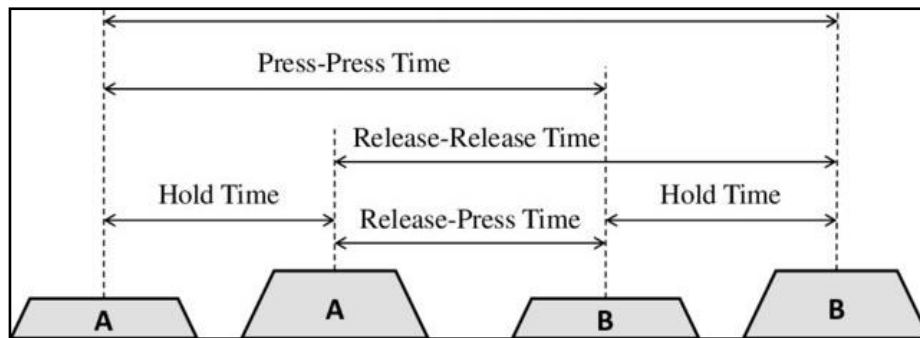 Press-Press Time
Release-Release Time
Hold Time
Hold Time
Release-Press Time
A
A
B
B